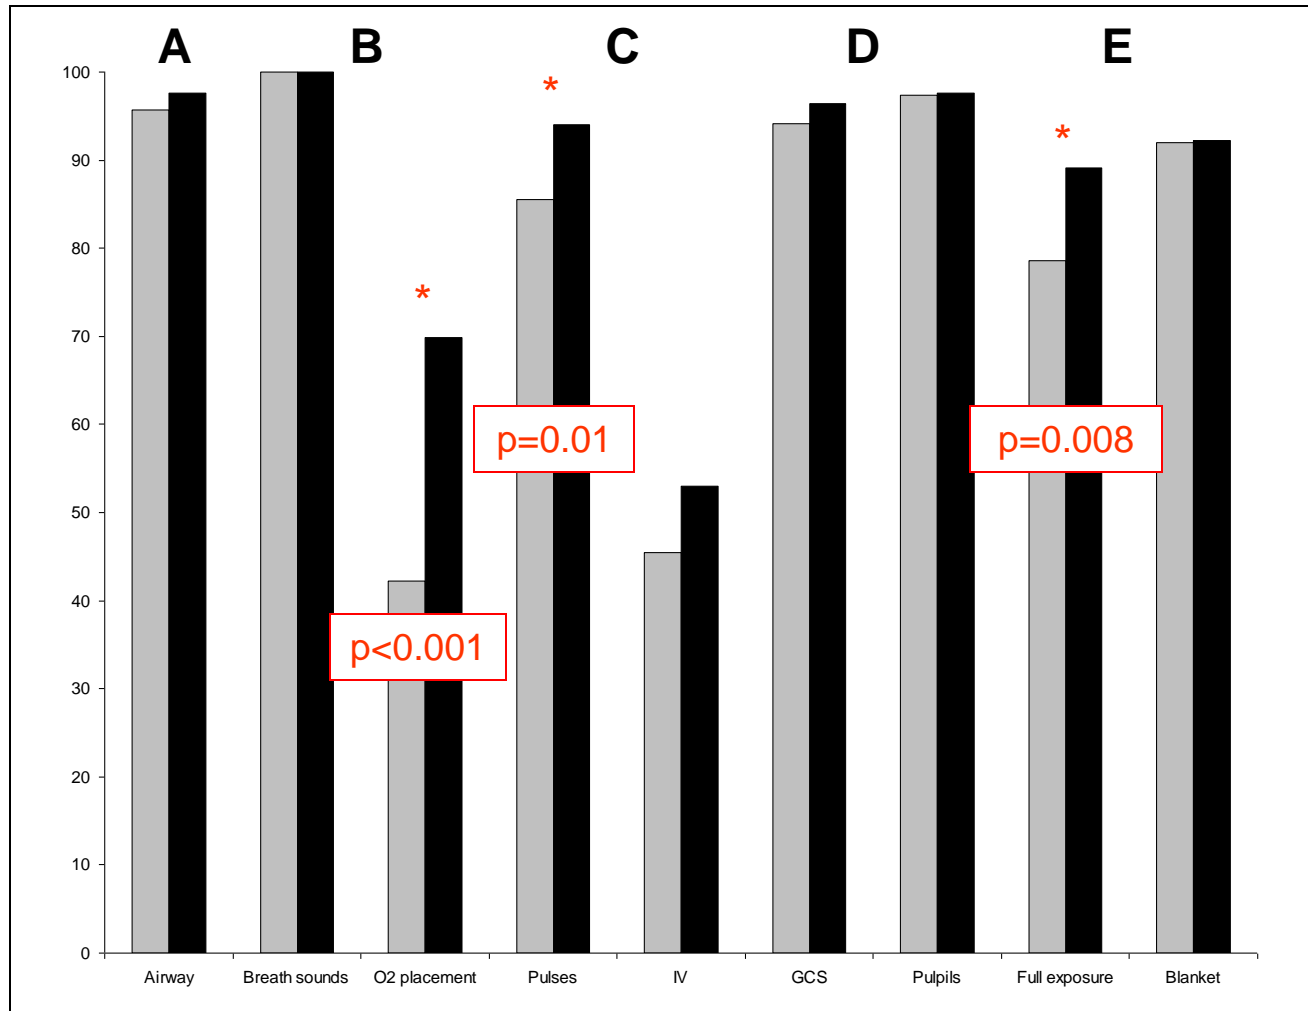 A B C D E
100
90
80
70
60
50
40
30
20
10
0
*
*
*
p=0.01
p=0.008
p<0.001
Airway Breath sounds O2 placement Pulses IV GCS Pulpils Full exposure Blanket